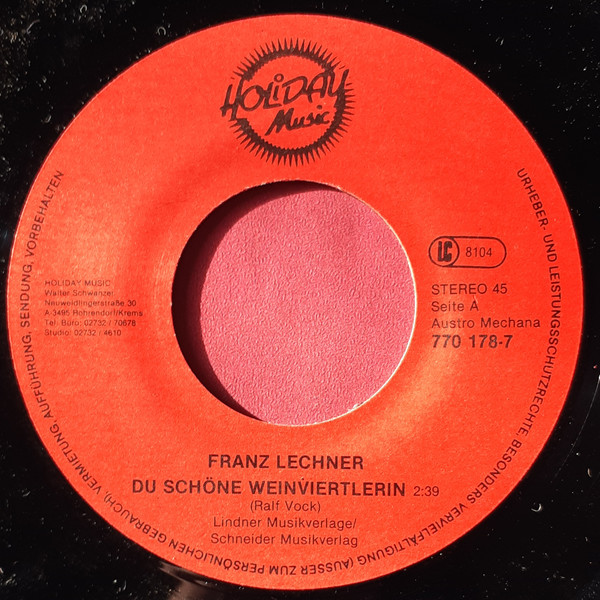 HOLIDAY
Music
URHEBER- UND LEISTUNGSSCHUTZRECHTE, BESONDERS VERVIELFÄLTIGUNG (AUSSER ZUM PERSÖNLICHEN GEBRAUCH), VERMIETUNG, AUFFÜHRUNG, SENDUNG, VORBEHALTEN
HOLIDAY MUSIC
Walter Schwanzer
Neuweidlingerstraße 30
A-3495 Rohrendorf/Krems
Tel. Büro: 02732 / 70678
Studio: 02732 / 4610
LC 8104
STEREO 45
Seite A
Austro Mechana
770 178-7
FRANZ LECHNER
DU SCHÖNE WEINVIERTLERIN 2:39
(Ralf Vock)
Lindner Musikverlage/
Schneider Musikverlag